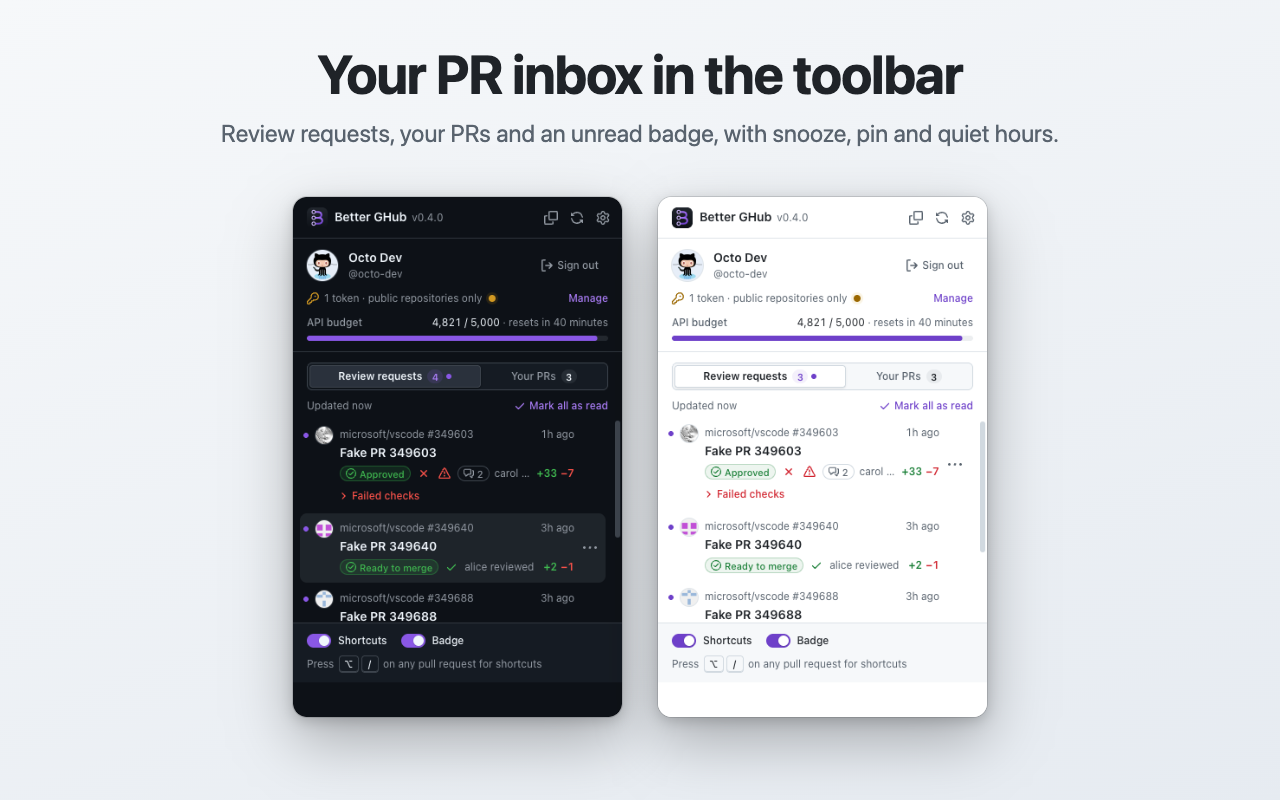 Your PR inbox in the toolbar
Review requests, your PRs and an unread badge, with snooze, pin and quiet hours.
Better GHub v0.4.0
Octo Dev
@octo-dev
Sign out
1 token · public repositories only
Manage
API budget
4,821 / 5,000 · resets in 40 minutes
Review requests 4
Your PRs 3
Updated now
Mark all as read
microsoft/vscode #349603
1h ago
Fake PR 349603
Approved
2
carol ...
+33 −7
Failed checks
microsoft/vscode #349640
3h ago
Fake PR 349640
Ready to merge
alice reviewed
+2 −1
microsoft/vscode #349688
3h ago
Fake PR 349688
Shortcuts
Badge
Press ⌥ / on any pull request for shortcuts
Better GHub v0.4.0
Octo Dev
@octo-dev
Sign out
1 token · public repositories only
Manage
API budget
4,821 / 5,000 · resets in 40 minutes
Review requests 3
Your PRs 3
Updated now
Mark all as read
microsoft/vscode #349603
1h ago
Fake PR 349603
Approved
2
carol ...
+33 −7
Failed checks
microsoft/vscode #349640
3h ago
Fake PR 349640
Ready to merge
alice reviewed
+2 −1
microsoft/vscode #349688
3h ago
Fake PR 349688
Shortcuts
Badge
Press ⌥ / on any pull request for shortcuts